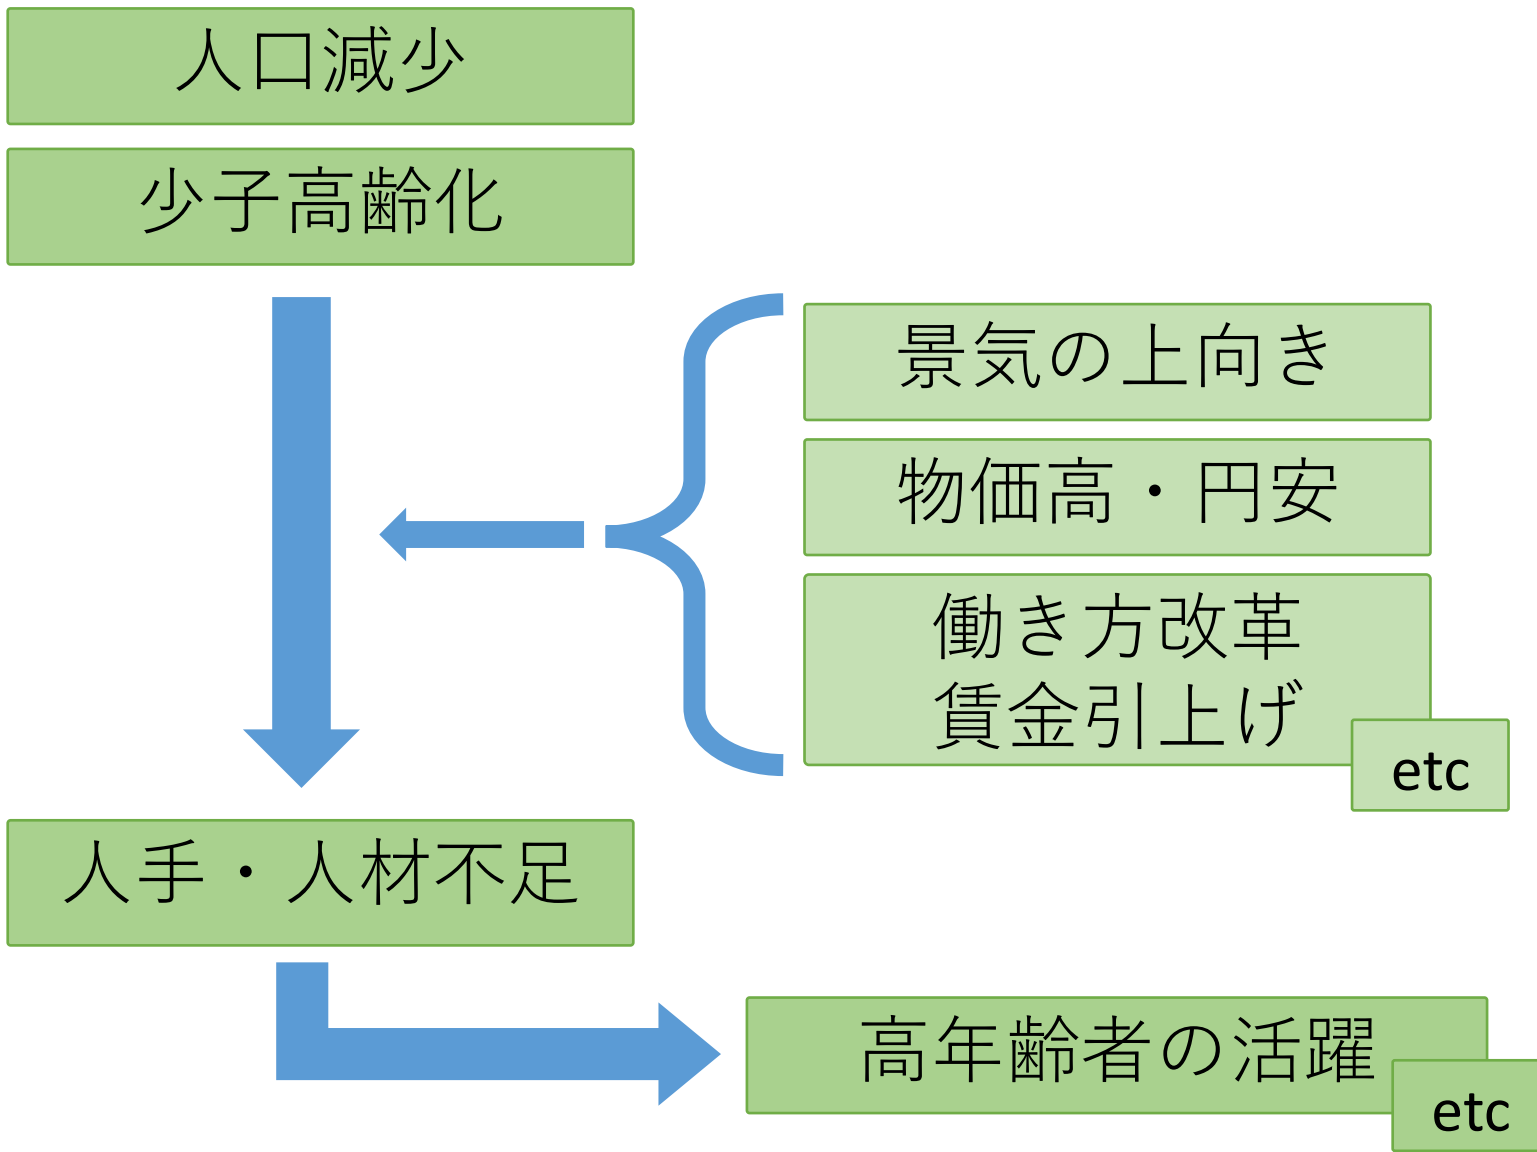 人口減少
少子高齢化
景気の上向き
物価高・円安
働き方改革
賃金引上げ
etc
人手・人材不足
高年齢者の活躍
etc